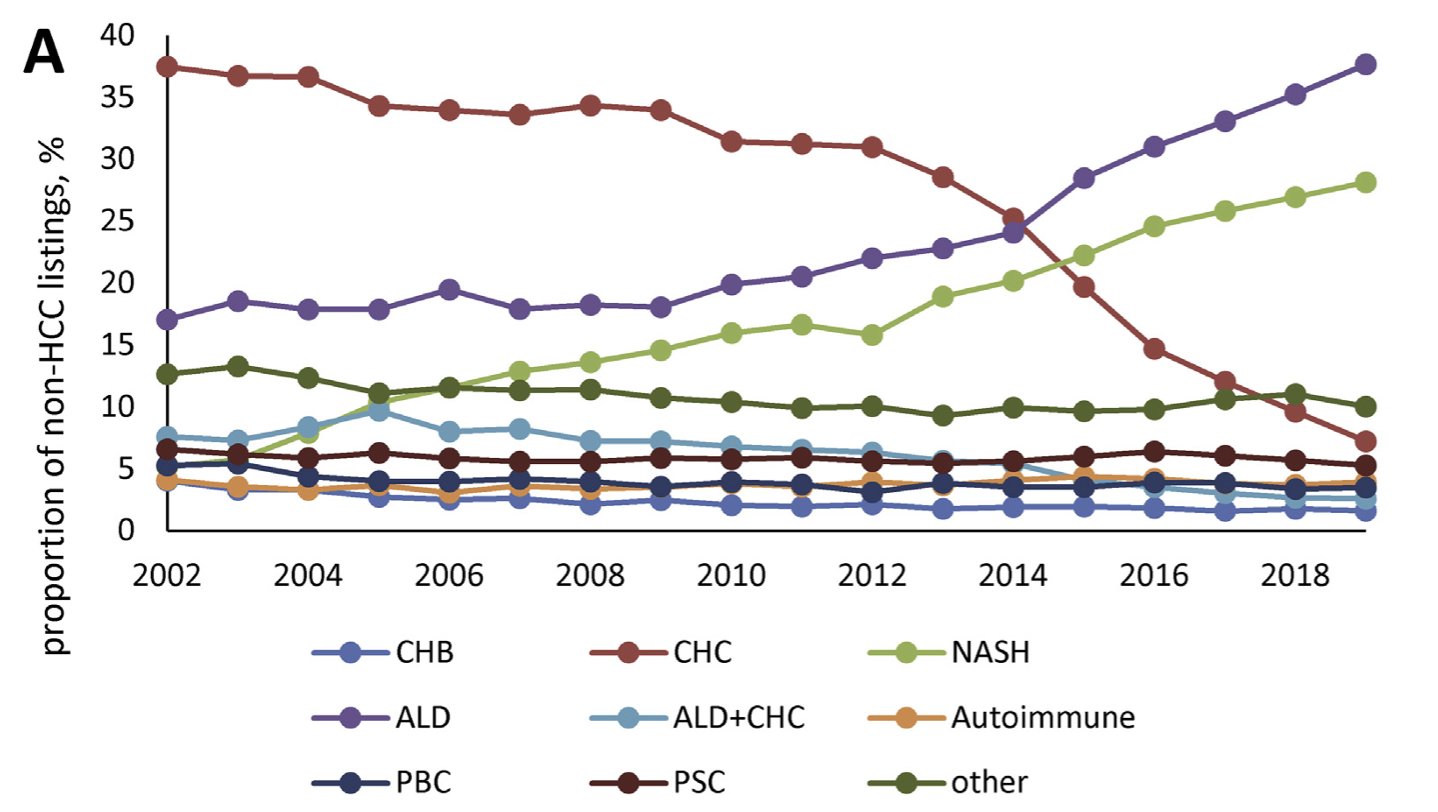 A
proportion of non-HCC listings, %
40
35
30
25
20
15
10
5
0
2002 2004 2006 2008 2010 2012 2014 2016 2018
CHB CHC NASH
ALD ALD+CHC Autoimmune
PBC PSC other